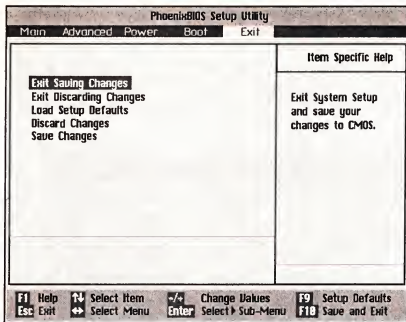 PhoenixBIOS Setup Utility
Main Advanced Power Boot Exit
Item Specific Help
Exit Saving Changes
Exit Discarding Changes
Load Setup Defaults
Discard Changes
Save Changes
Exit System Setup
and save your
changes to CMOS.
F1 Help ↑↓ Select Item -/+ Change Values F9 Setup Defaults
Esc Exit ↔ Select Menu Enter Select ▸ Sub-Menu F10 Save and Exit